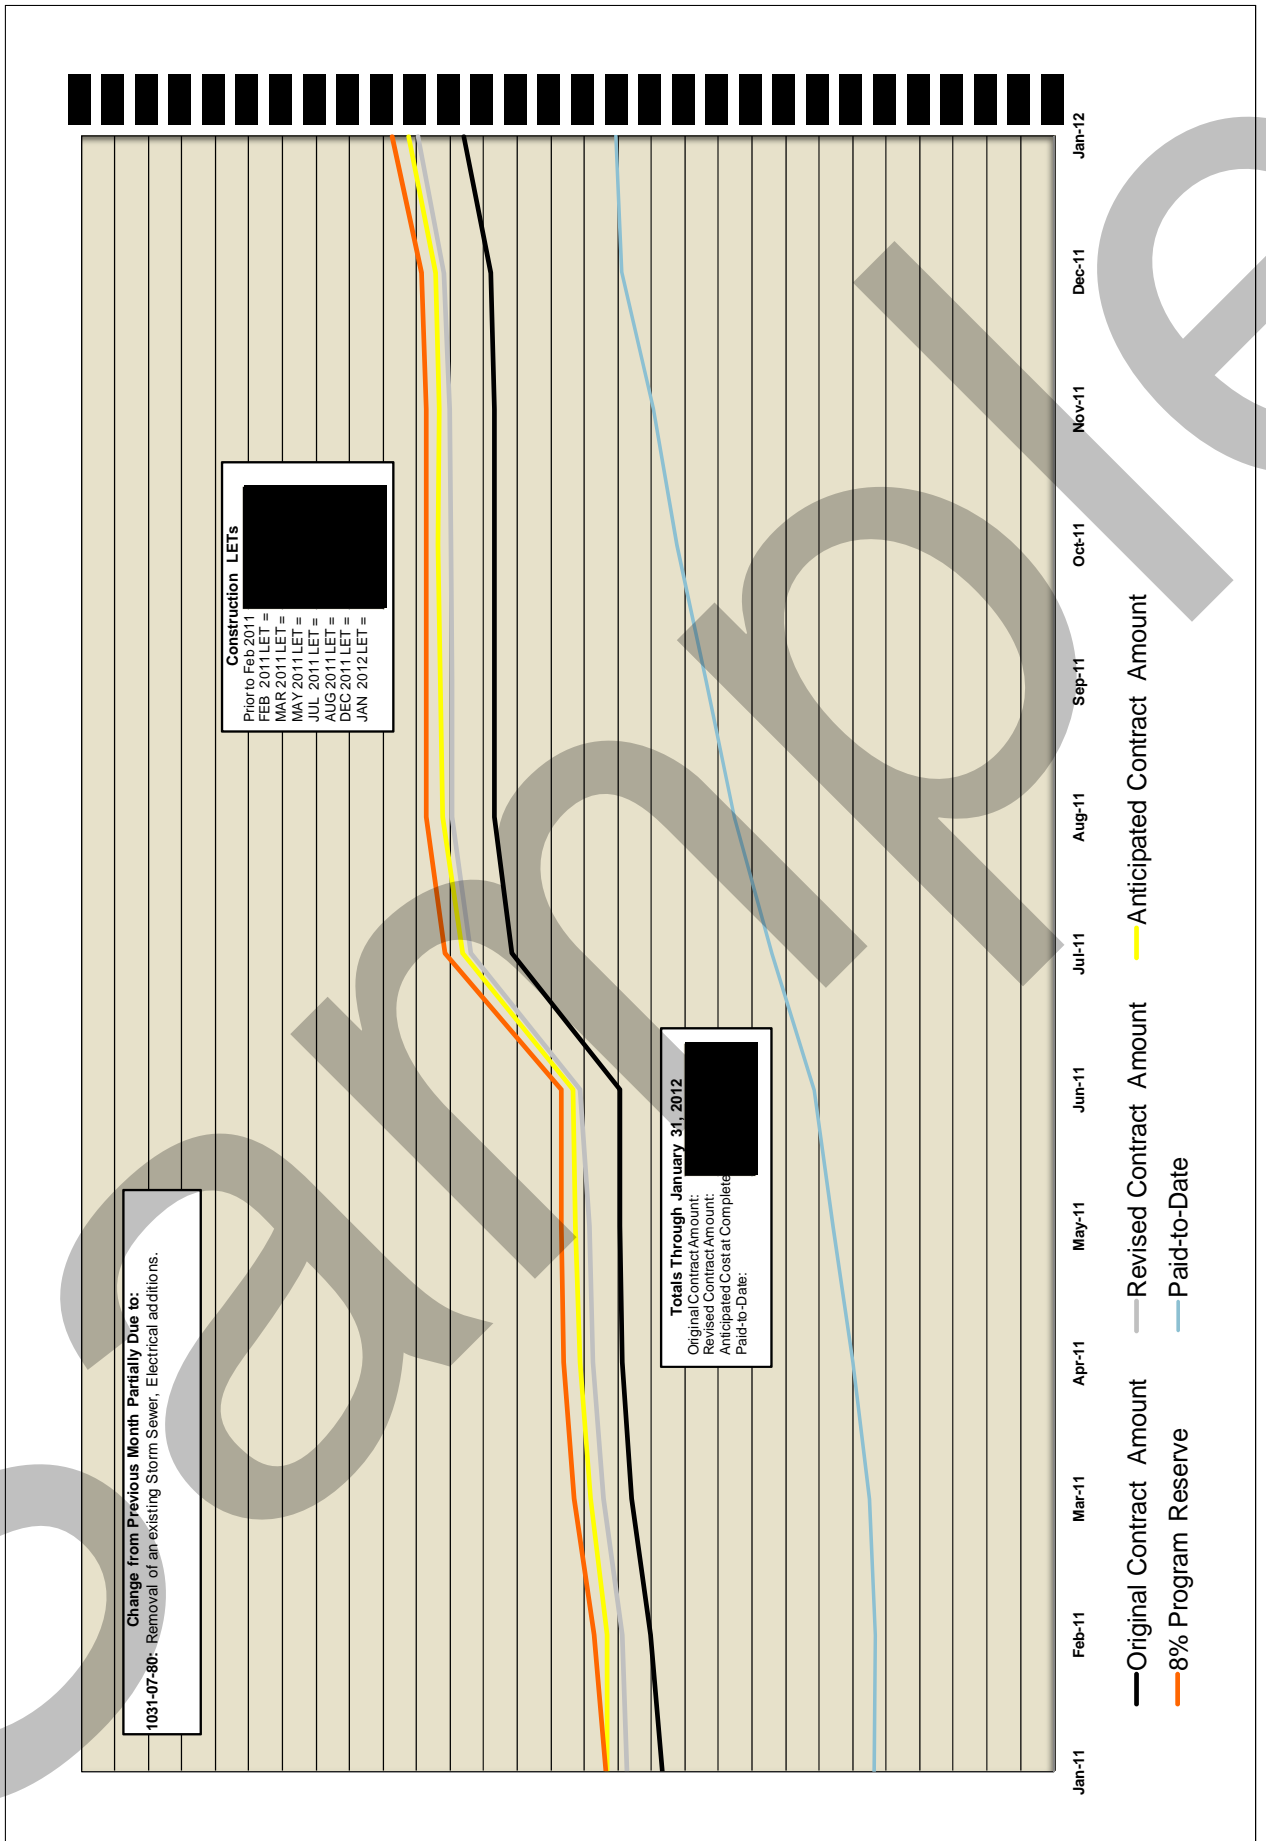 Change from Previous Month Partially Due to:
1031-07-80: Removal of an existing Storm Sewer, Electrical additions.
Construction LETs
Prior to Feb 2011
FEB 2011 LET =
MAR 2011 LET =
MAY 2011 LET =
JUL 2011 LET =
AUG 2011 LET =
DEC 2011 LET =
JAN 2012 LET =
Totals Through January 31, 2012
Original Contract Amount:
Revised Contract Amount:
Anticipated Cost at Complete
Paid-to-Date:
Jan-11 Feb-11 Mar-11 Apr-11 May-11 Jun-11 Jul-11 Aug-11 Sep-11 Oct-11 Nov-11 Dec-11 Jan-12
Original Contract Amount Revised Contract Amount Anticipated Contract Amount
8% Program Reserve Paid-to-Date
Sample